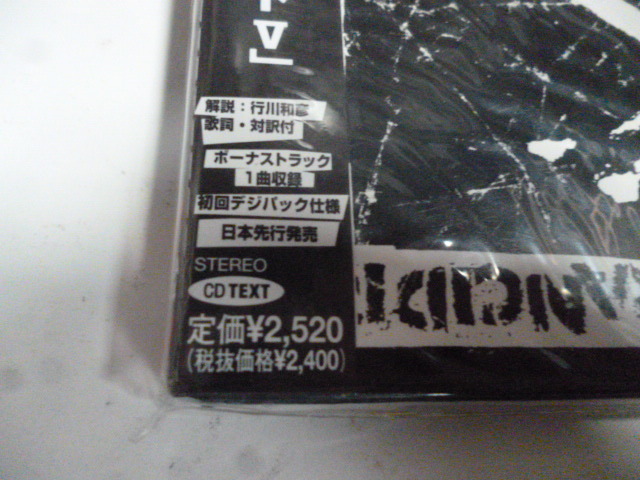 解説：行川和彦
歌詞・対訳付
ボーナストラック
1曲収録
初回デジパック仕様
日本先行発売
STEREO
CD TEXT
定価¥2,520
(税抜価格¥2,400)